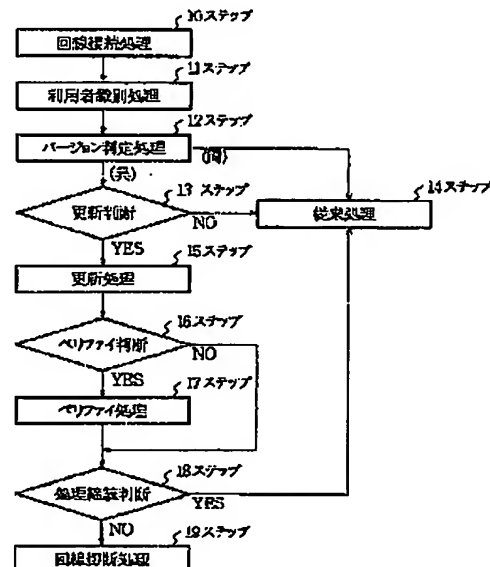 10ステップ
回線接続処理
11ステップ
利用者識別処理
12ステップ
バージョン判定処理
(同)
(異)
13 ステップ
更新判断
NO
14ステップ
従来処理
YES
15ステップ
更新処理
16ステップ
ベリファイ判断
NO
YES
17ステップ
ベリファイ処理
18ステップ
処理継続判断
YES
NO
19ステップ
回線切断処理